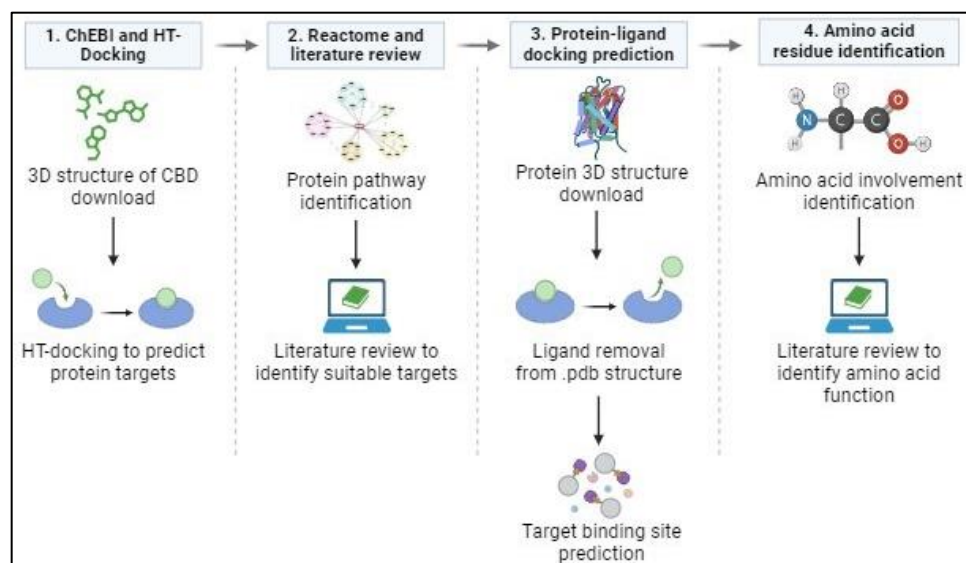 1. ChEBI and HT-
Docking
3D structure of CBD
download
HT-docking to predict
protein targets
2. Reactome and
literature review
Protein pathway
identification
Literature review to
identify suitable targets
3. Protein-ligand
docking prediction
Protein 3D structure
download
Ligand removal
from .pdb structure
Target binding site
prediction
4. Amino acid
residue identification
H
H
N
H
C
C
O
O
H
Amino acid involvement
identification
Literature review to
identify amino acid
function